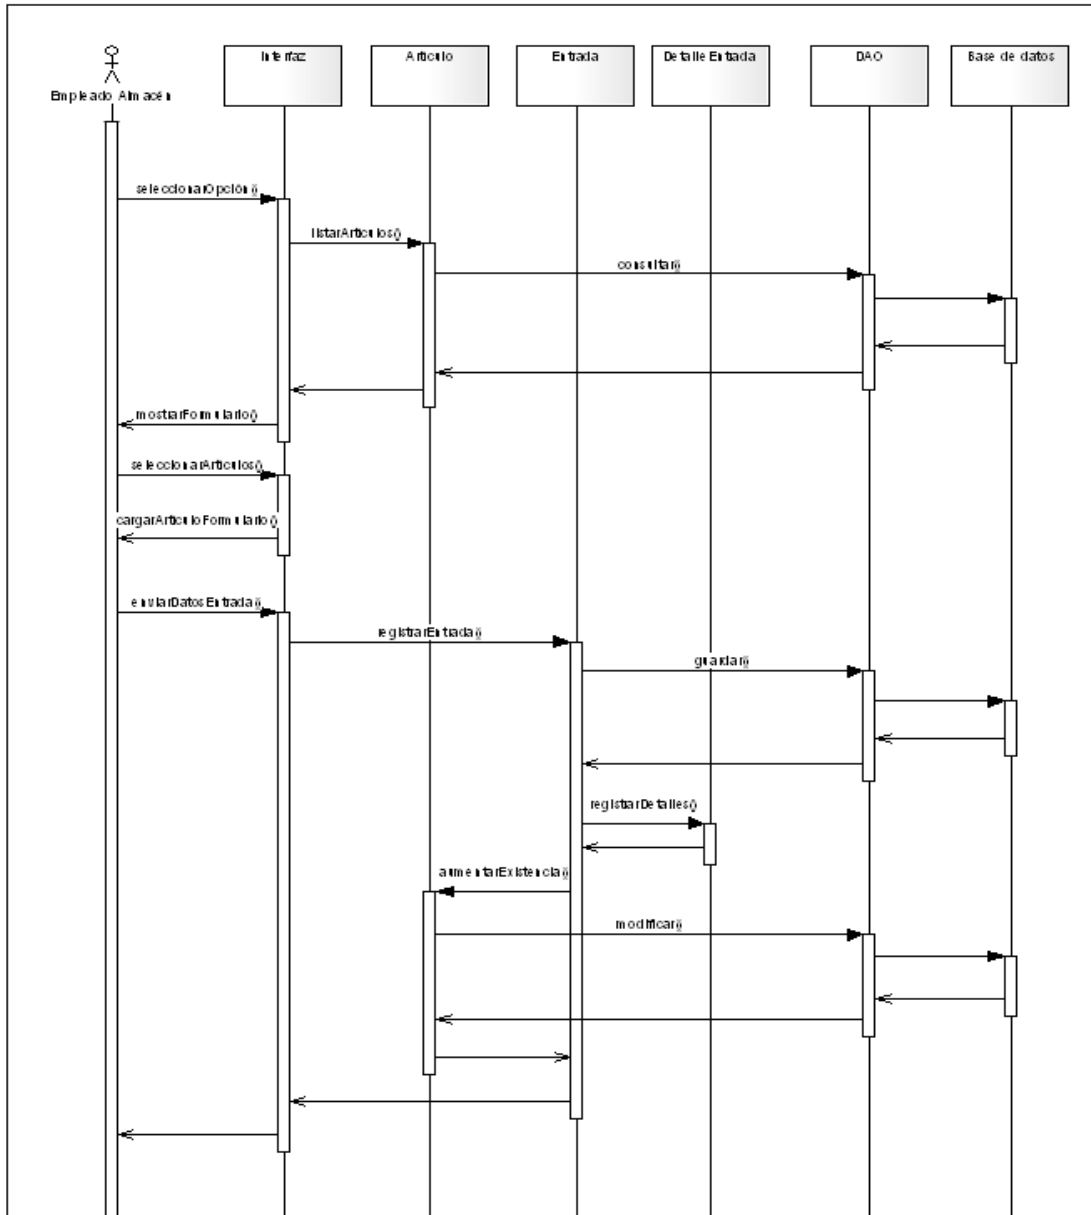 Interfaz
Articulo
Entrada
Detalle Entrada
DAO
Base de datos
Empleado Almacén
seleccionarOpción()
listarArticulos()
consultar()
mostrarFormulario()
seleccionarArticulos()
cargarArticuloFormulario()
enviarDatosEntrada()
registrarEntrada()
guardar()
registrarDetalles()
aumentarExistencia()
modificar()